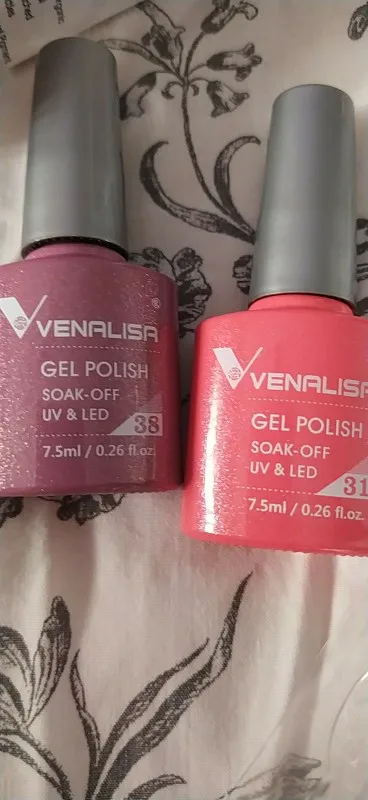 VENALISA®
GEL POLISH
SOAK-OFF
UV & LED
38
7.5ml / 0.26 fl.oz.
VENALISA
GEL POLISH
SOAK-OFF
UV & LED
31
7.5ml / 0.26 fl.oz.